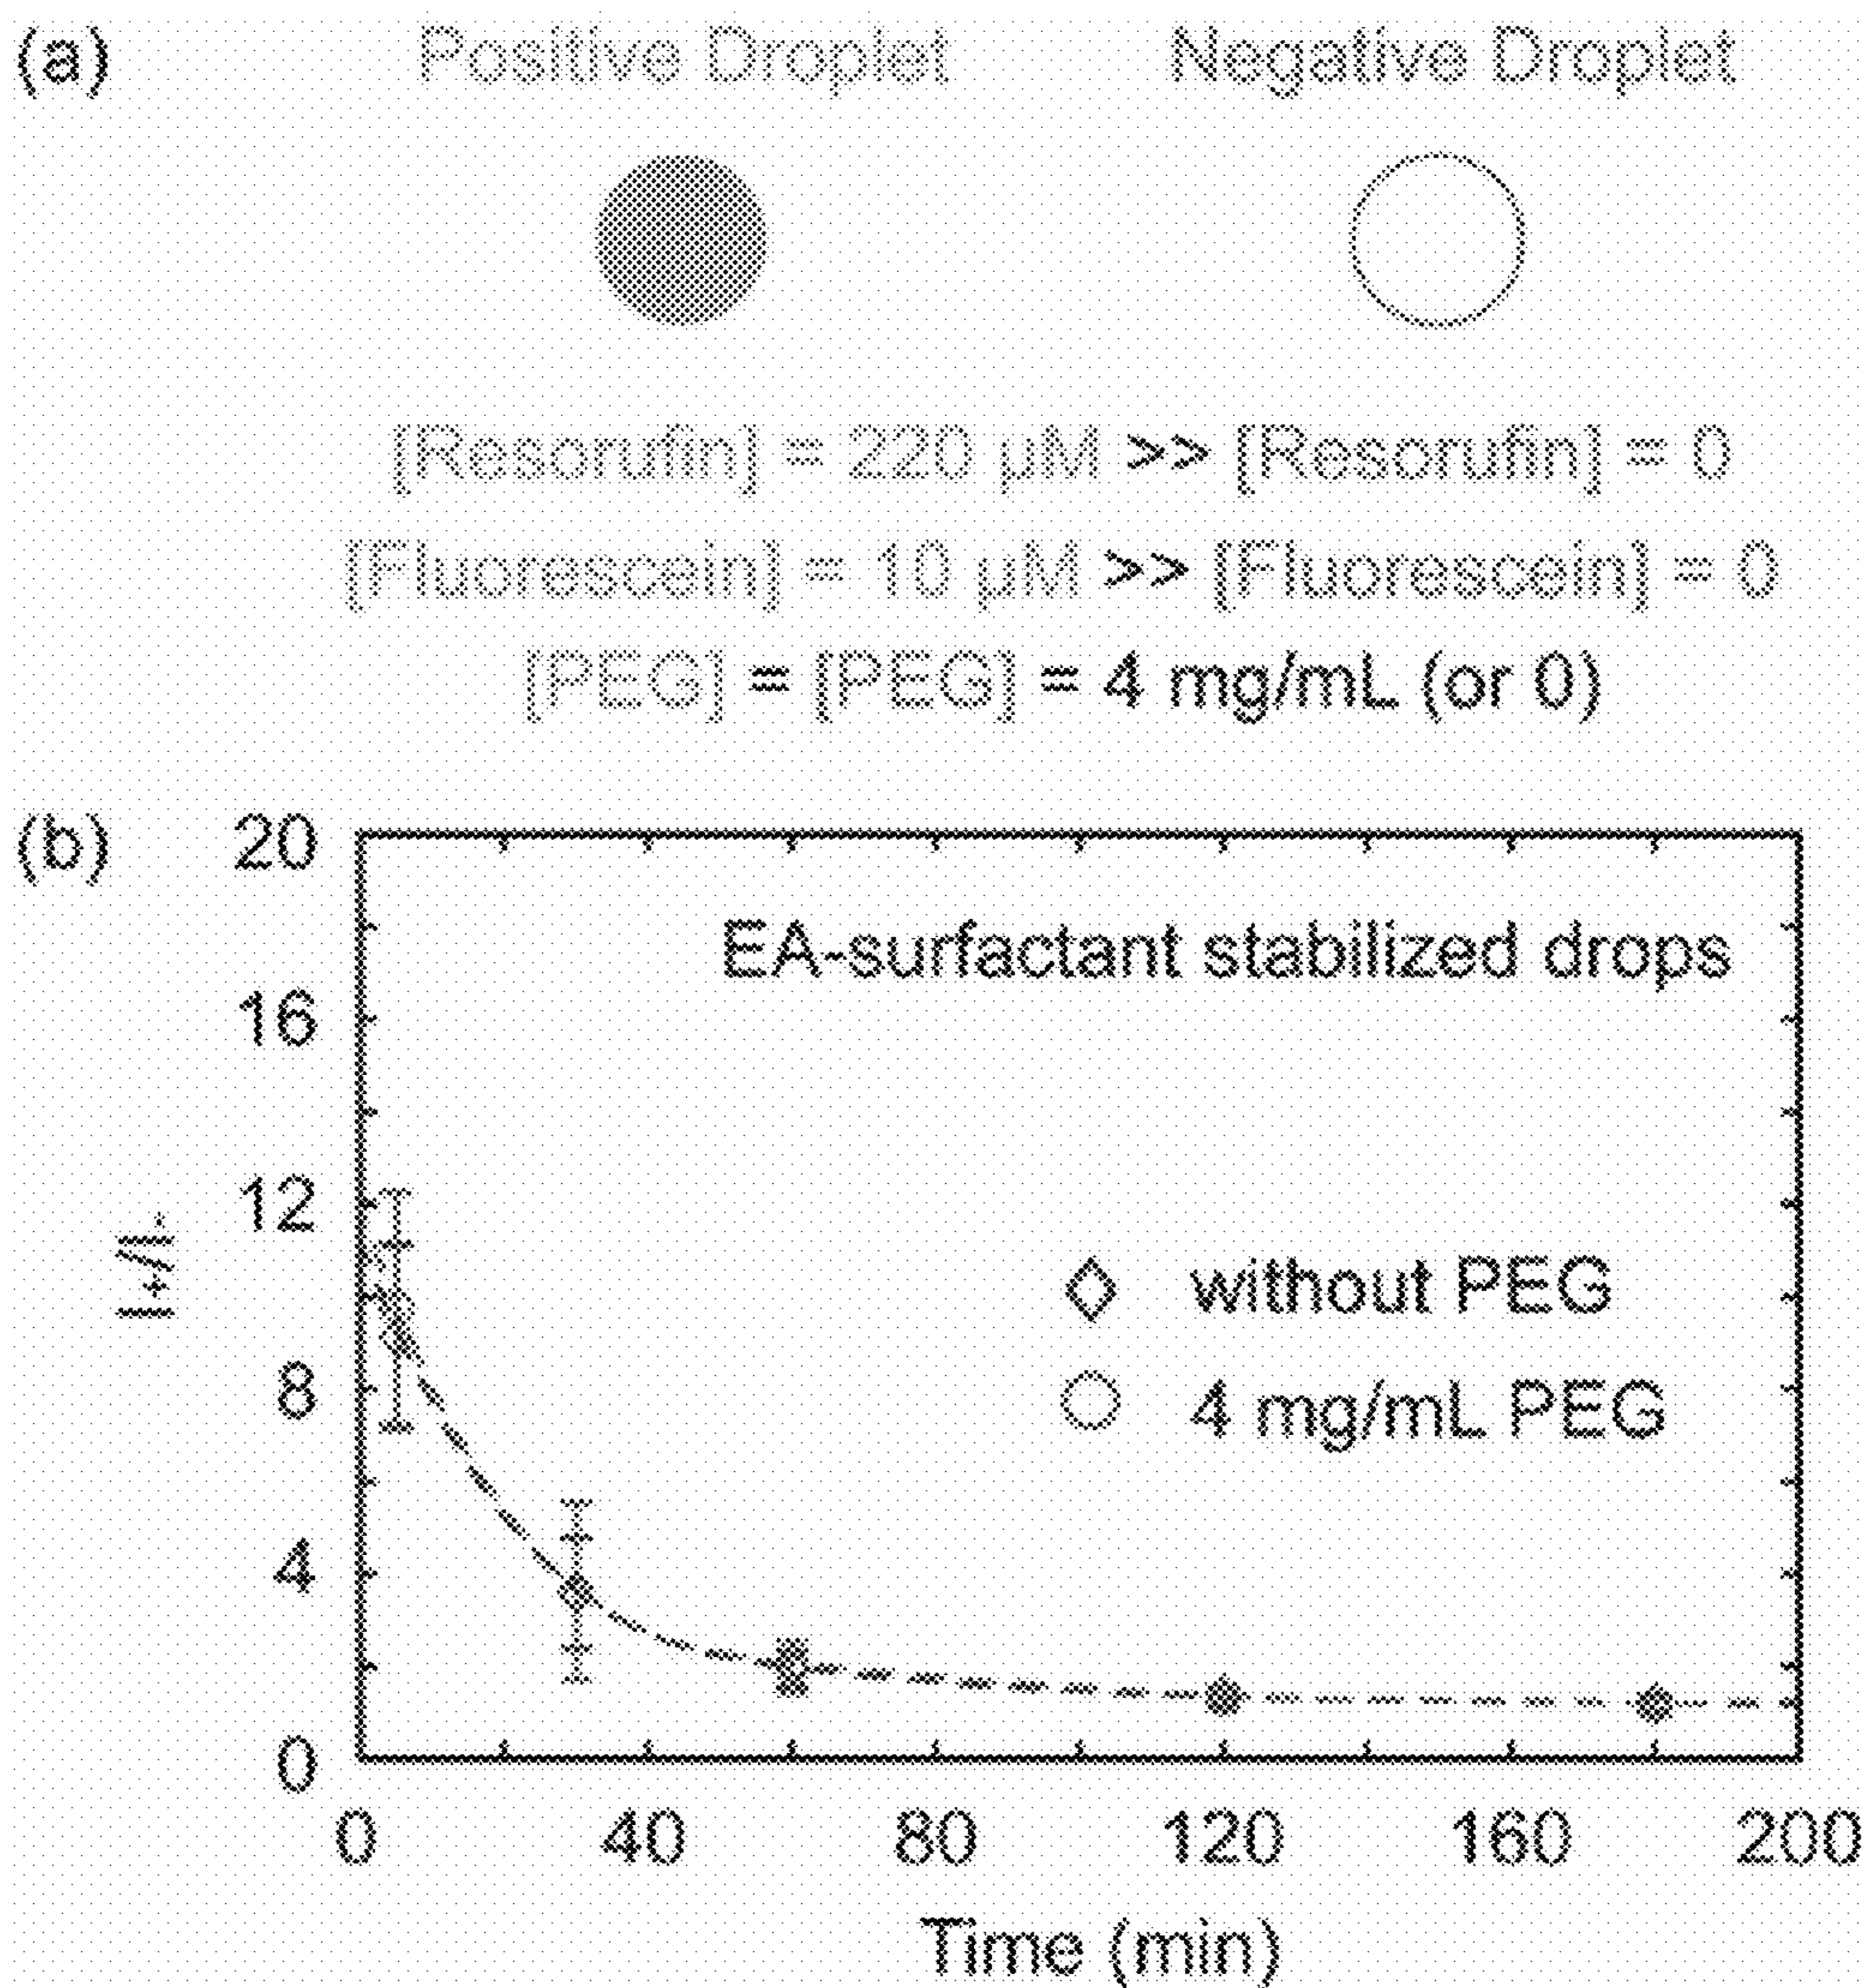 (a) Positive Droplet Negative Droplet
[Resorufin] = 220 μM >> [Resorufin] = 0
[Fluorescein] = 10 μM >> [Fluorescein] = 0
[PEG] = [PEG] = 4 mg/mL (or 0)
(b)
20
EA-surfactant stabilized drops
16
12
I+/I-
without PEG
8
4 mg/mL PEG
4
0
0 40 80 120 160 200
Time (min)